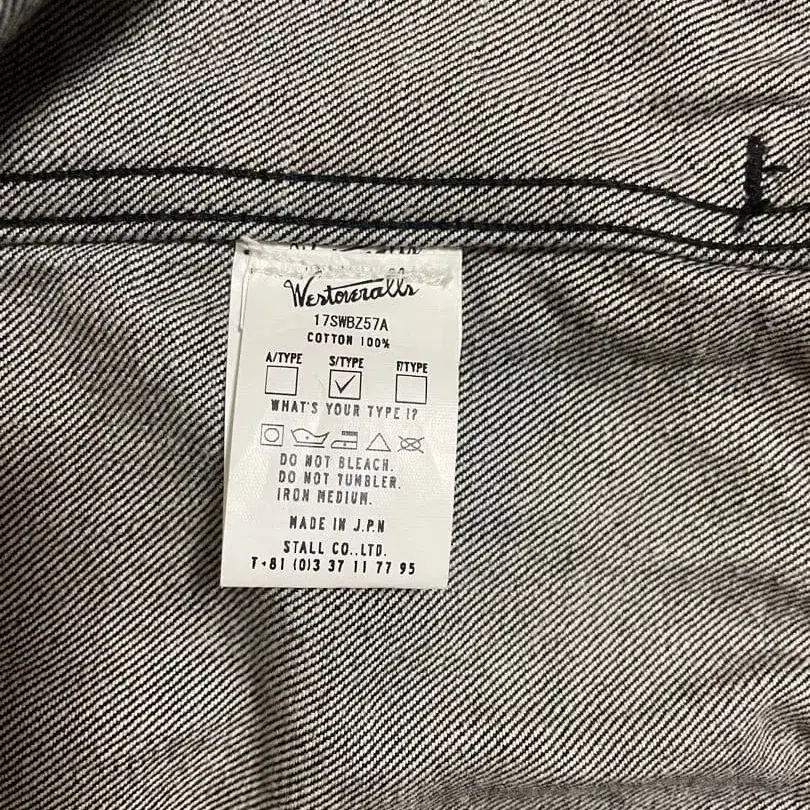 Westoveralls
17SWBZ57A
COTTON 100%
A/TYPE S/TYPE F/TYPE
WHAT'S YOUR TYPE !?
DO NOT BLEACH.
DO NOT TUMBLER.
IRON MEDIUM.
MADE IN J.P.N
STALL CO.,LTD.
T+81 (0)3 37 11 77 95